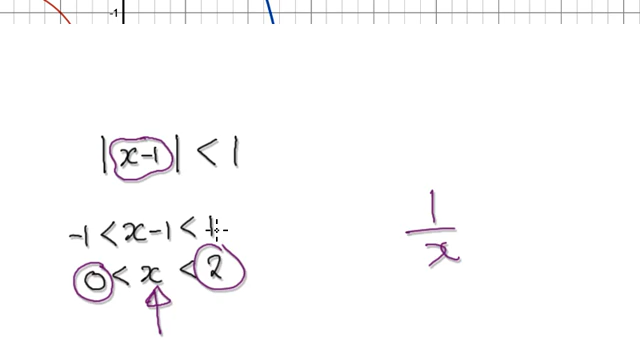 -1
|x-1| < 1
-1 < x-1 < 1
0 < x < 2
1
x